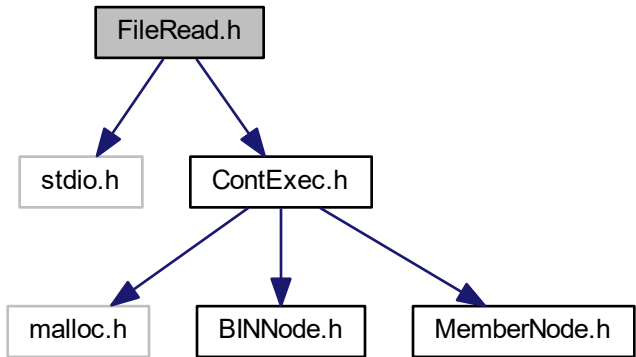 FileRead.h
stdio.h
ContExec.h
malloc.h
BINNode.h
MemberNode.h